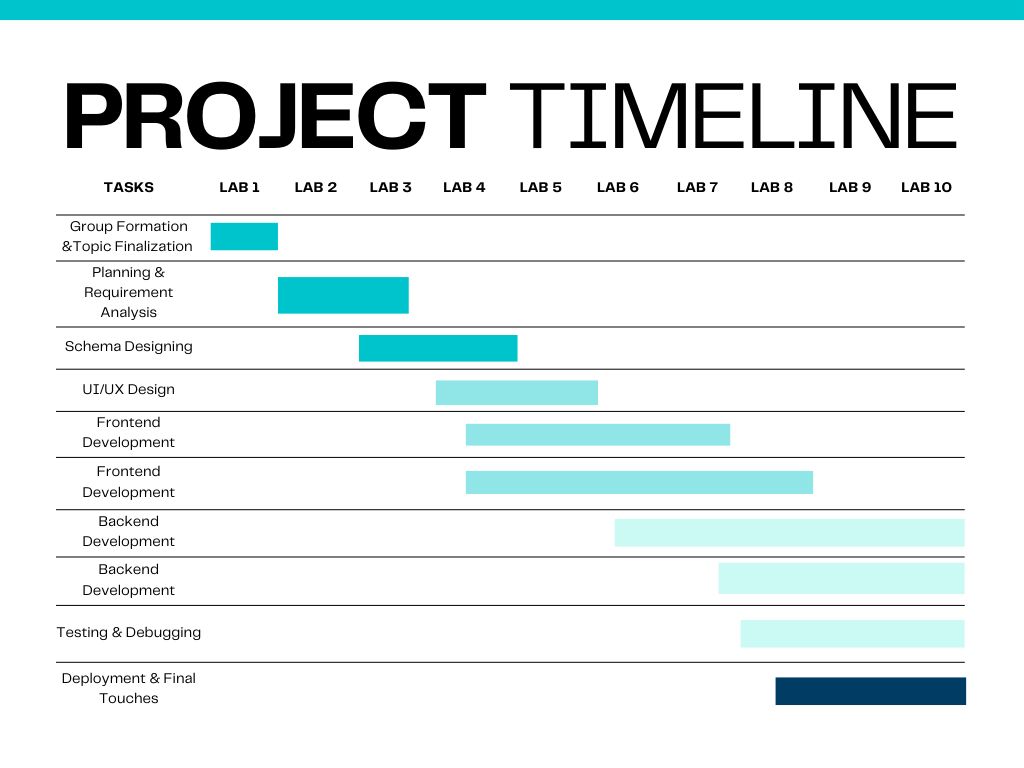 PROJECT TIMELINE
TASKS LAB 1 LAB 2 LAB 3 LAB 4 LAB 5 LAB 6 LAB 7 LAB 8 LAB 9 LAB 10
Group Formation
&Topic Finalization
Planning &
Requirement
Analysis
Schema Designing
UI/UX Design
Frontend
Development
Frontend
Development
Backend
Development
Backend
Development
Testing & Debugging
Deployment & Final
Touches